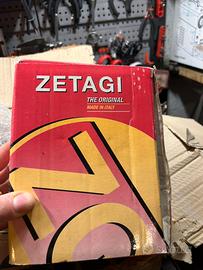 ZETAGI
THE ORIGINAL
MADE IN ITALY